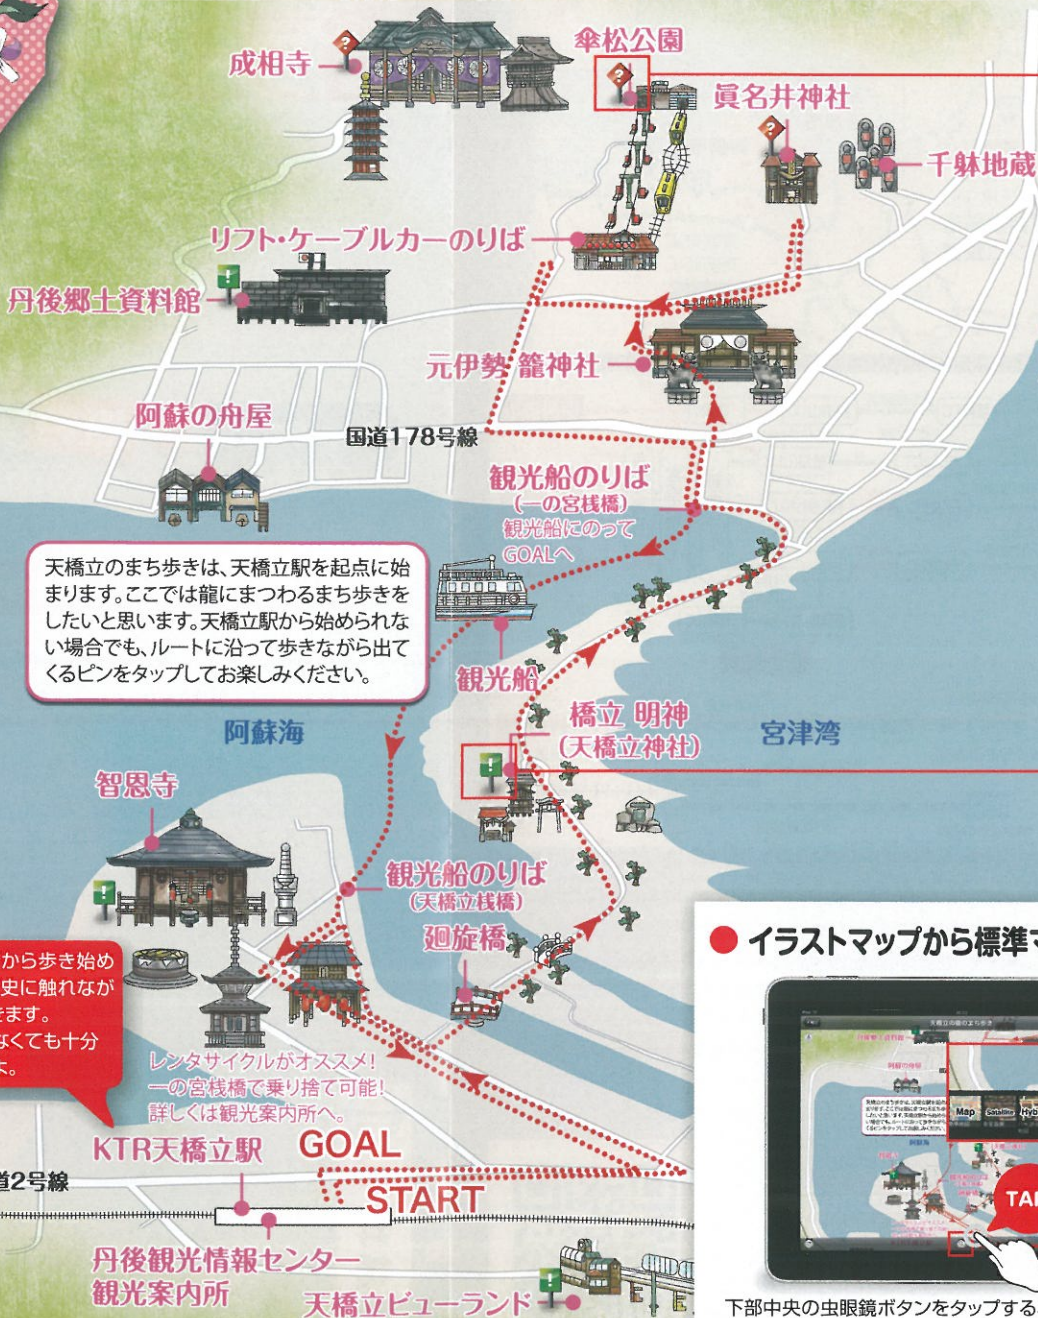 成相寺
傘松公園
眞名井神社
千躰地蔵
リフト・ケーブルカーのりば
丹後郷土資料館
元伊勢 籠神社
阿蘇の舟屋
国道178号線
観光船のりば
(一の宮桟橋)
観光船にのって
GOALへ
天橋立のまち歩きは、天橋立駅を起点に始
まります。ここでは龍にまつわるまち歩きを
したいと思います。天橋立駅から始められな
い場合でも、ルートに沿って歩きながら出て
くるピンをタップしてお楽しみください。
観光船
橋立 明神
(天橋立神社)
阿蘇海
宮津湾
智恩寺
観光船のりば
(天橋立桟橋)
廻旋橋
から歩き始め
史に触れなが
きます。
なくても十分
よ。
レンタサイクルがオススメ!
一の宮桟橋で乗り捨て可能!
詳しくは観光案内所へ。
KTR天橋立駅
GOAL
START
道2号線
丹後観光情報センター
観光案内所
天橋立ビューランド
イラストマップから標準マ
Map
Satellite
Hyb
TAP
下部中央の虫眼鏡ボタンをタップする